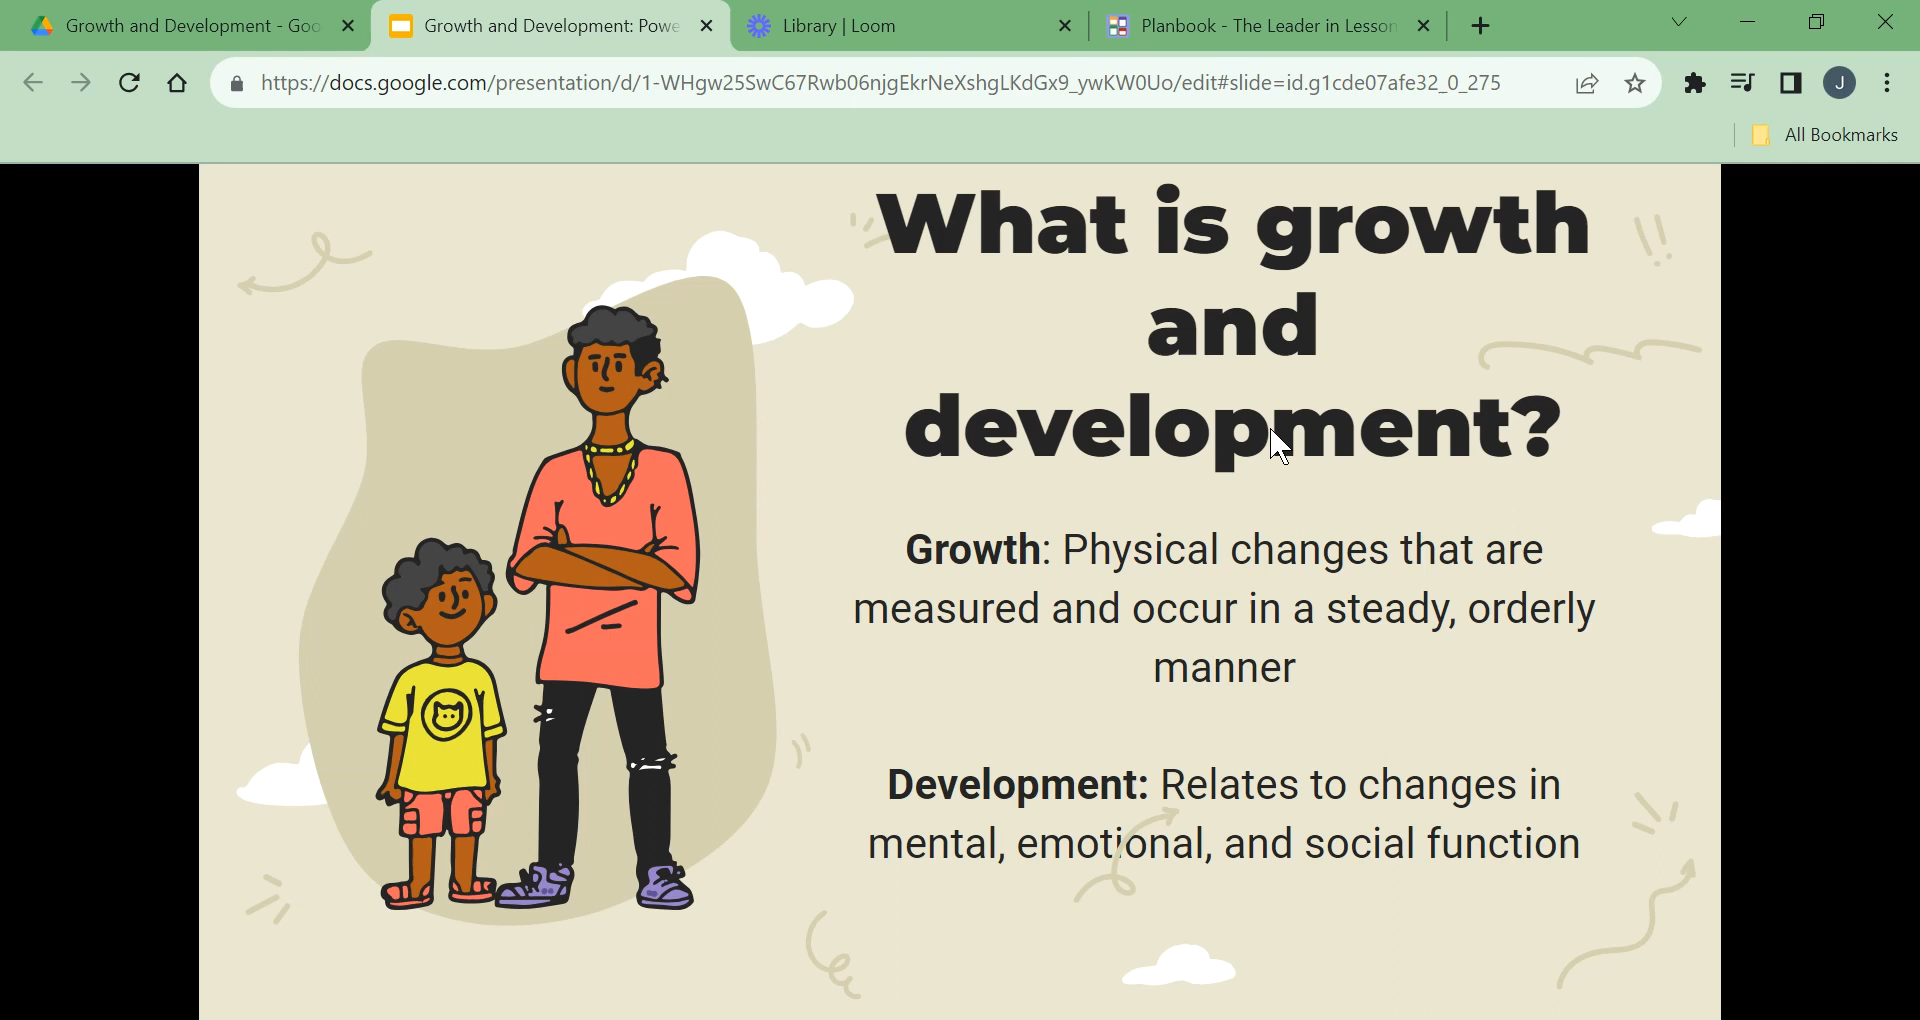 Growth and Development - Goo
Growth and Development: Powe
Library | Loom
Planbook - The Leader in Lesson
https://docs.google.com/presentation/d/1-WHgw25SwC67Rwb06njgEkrNeXshgLKdGx9_ywKW0Uo/edit#slide=id.g1cde07afe32_0_275
J
All Bookmarks
What is growth
and
development?
Growth: Physical changes that are
measured and occur in a steady, orderly
manner
Development: Relates to changes in
mental, emotional, and social function